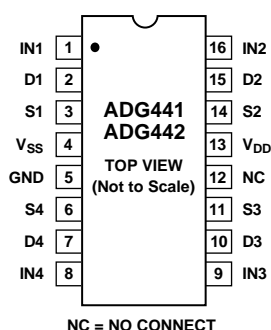 IN1 1 16 IN2
D1 2 15 D2
S1 3 ADG441 14 S2
ADG442
VSS 4 13 VDD
TOP VIEW
GND 5 (Not to Scale) 12 NC
S4 6 11 S3
D4 7 10 D3
IN4 8 9 IN3
NC = NO CONNECT